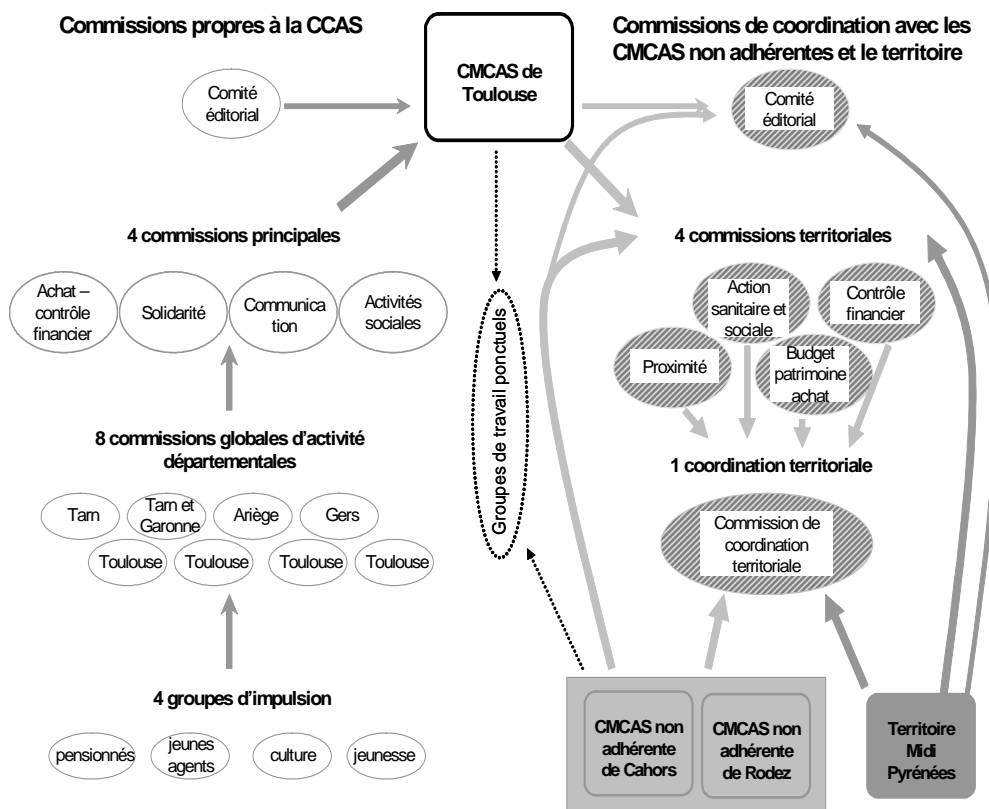 Commissions propres à la CCAS
Comité
éditorial
CMCAS de
Toulouse
Commissions de coordination avec les
CMCAS non adhérentes et le territoire
Comité
éditorial
4 commissions principales
Achat –
contrôle
financier
Solidarité
Communica
tion
Activités
sociales
8 commissions globales d'activité
départementales
Tarn
Tarn et
Garonne
Ariège
Gers
Toulouse
Toulouse
Toulouse
Toulouse
4 groupes d'impulsion
pensionnés
jeunes
agents
culture
jeunesse
Groupes de travail ponctuels
4 commissions territoriales
Action
sanitaire et
sociale
Contrôle
financier
Proximité
Budget
patrimoine
achat
1 coordination territoriale
Commission de
coordination
territoriale
CMCAS non
adhérente
de Cahors
CMCAS non
adhérente
de Rodez
Territoire
Midi
Pyrénées